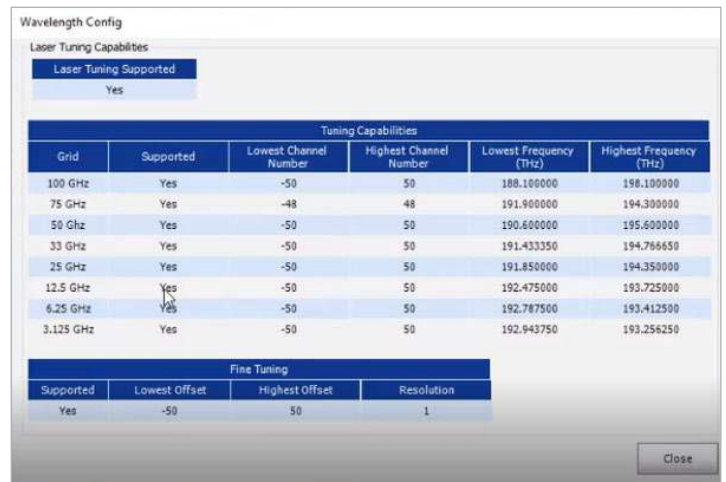 Wavelength Config
Laser Tuning Capabilities
Laser Tuning Supported
Yes
Tuning Capabilities
Grid Supported Lowest Channel Number Highest Channel Number Lowest Frequency (THz) Highest Frequency (THz)
100 GHz Yes -50 50 188.100000 198.100000
75 GHz Yes -48 48 191.900000 194.300000
50 Ghz Yes -50 50 190.600000 195.600000
33 GHz Yes -50 50 191.433350 194.766650
25 GHz Yes -50 50 191.850000 194.350000
12.5 GHz Yes -50 50 192.475000 193.725000
6.25 GHz Yes -50 50 192.787500 193.412500
3.125 GHz Yes -50 50 192.943750 193.256250
Fine Tuning
Supported Lowest Offset Highest Offset Resolution
Yes -50 50 1
Close